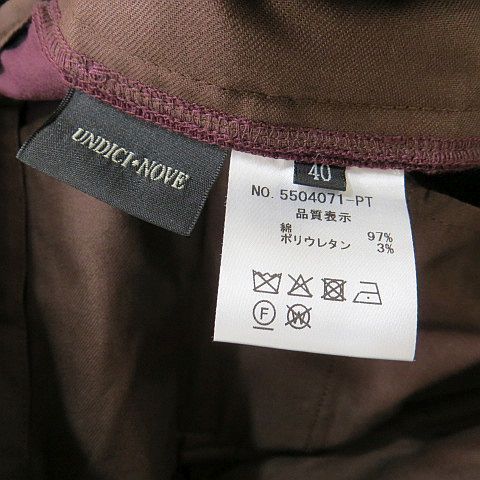 UNDICI★NOVE
40
NO. 5504071-PT
品質表示
綿 97%
ポリウレタン 3%
F W